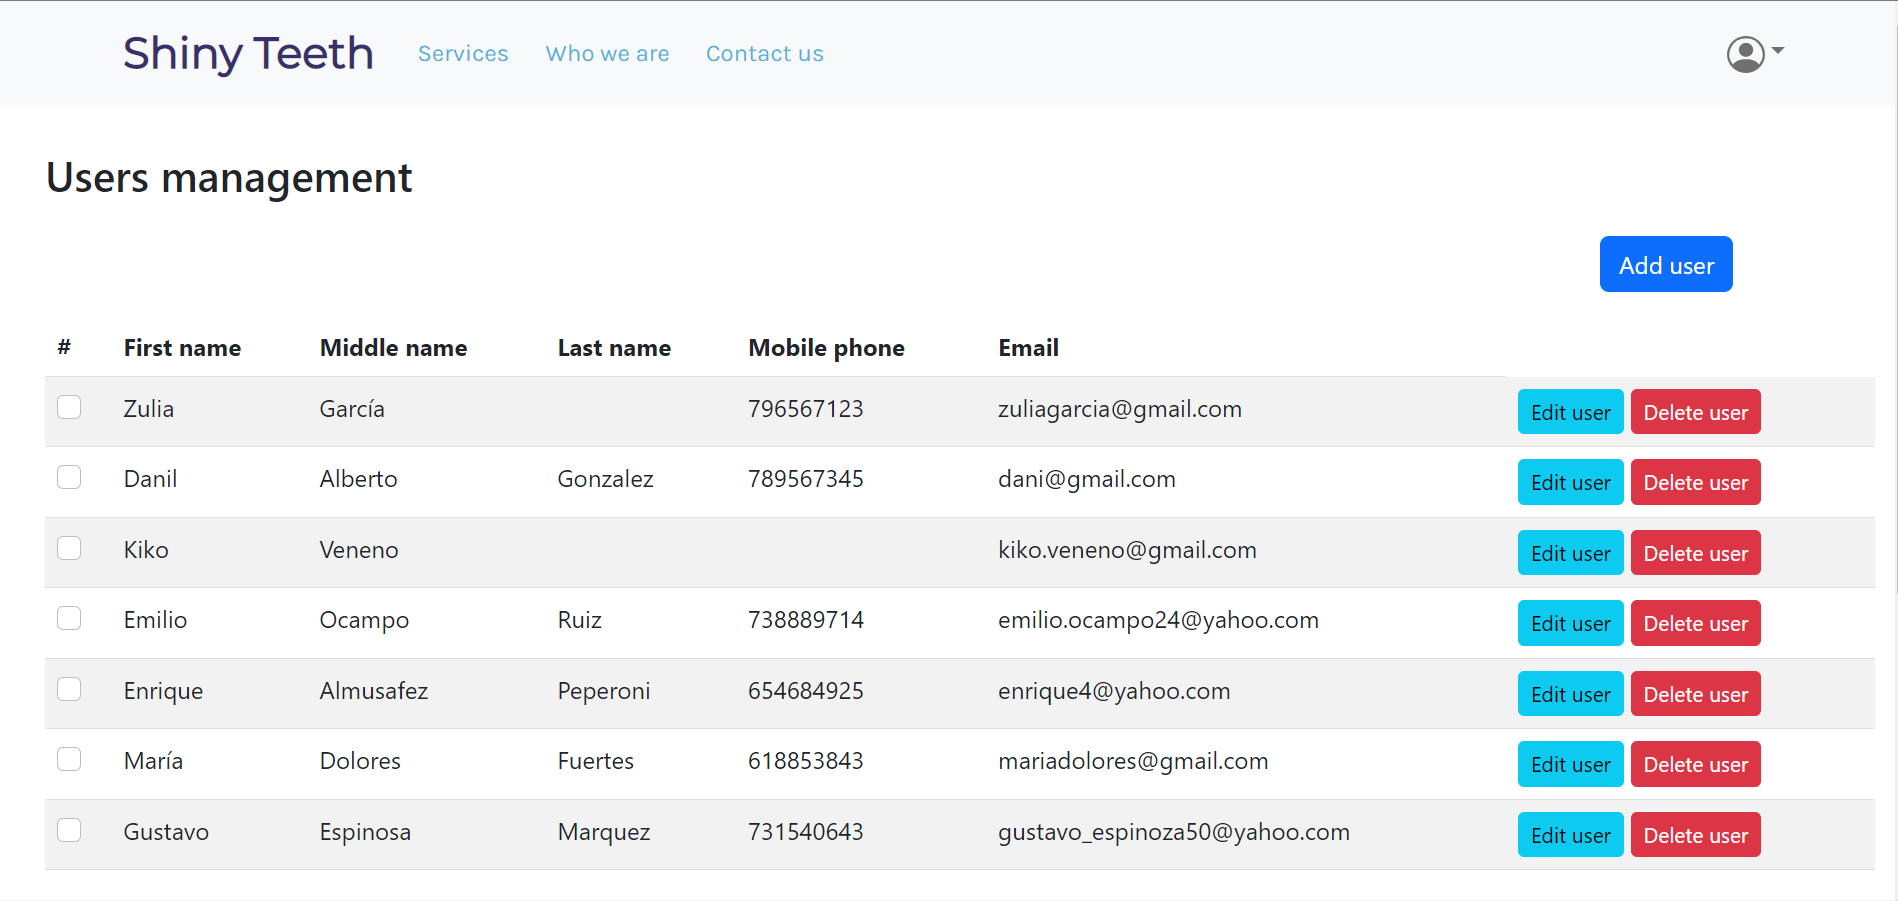 Shiny Teeth Services Who we are Contact us
Users management
Add user
# First name Middle name Last name Mobile phone Email
Zulia García 796567123 zuliagarcia@gmail.com Edit user Delete user
Danil Alberto Gonzalez 789567345 dani@gmail.com Edit user Delete user
Kiko Veneno kiko.veneno@gmail.com Edit user Delete user
Emilio Ocampo Ruiz 738889714 emilio.ocampo24@yahoo.com Edit user Delete user
Enrique Almusafez Peperoni 654684925 enrique4@yahoo.com Edit user Delete user
María Dolores Fuertes 618853843 mariadolores@gmail.com Edit user Delete user
Gustavo Espinosa Marquez 731540643 gustavo_espinoza50@yahoo.com Edit user Delete user